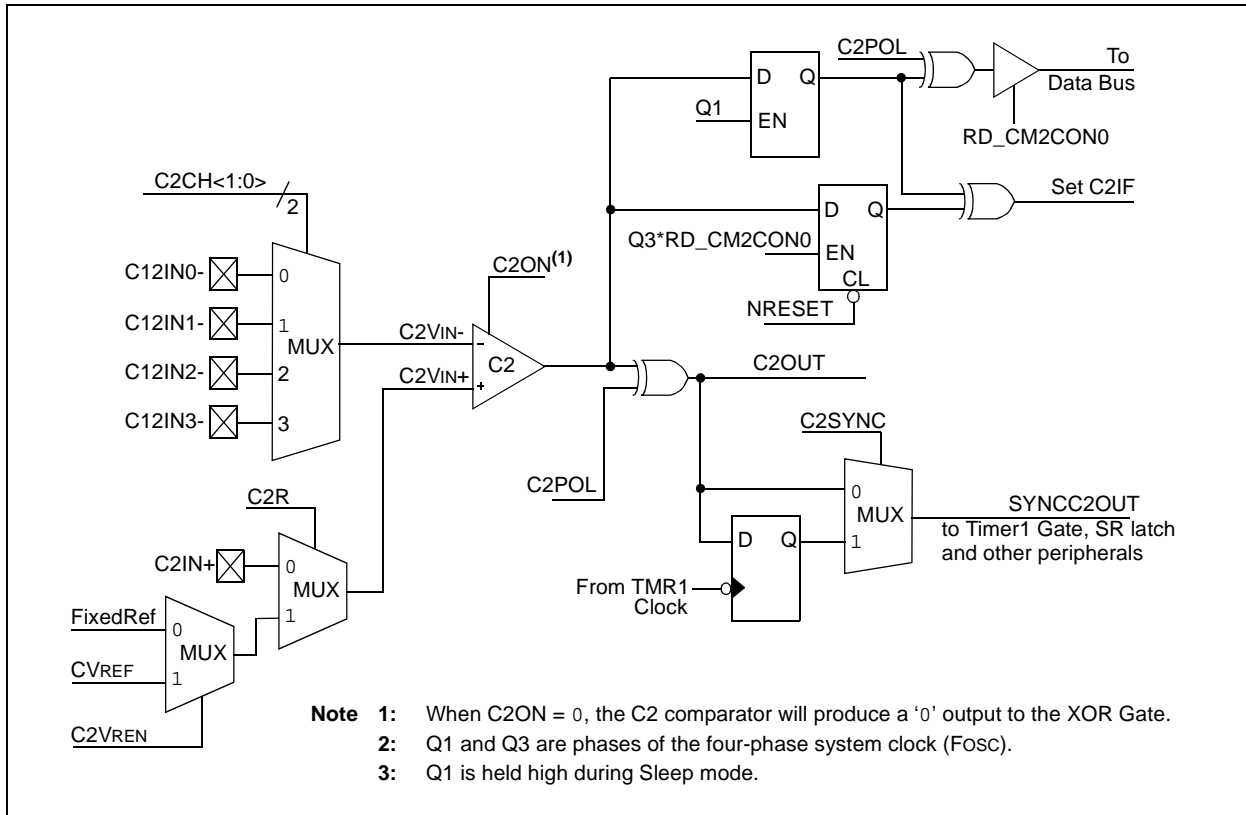 C2POL
To
Data Bus
D Q
Q1
EN
RD_CM2CON0
C2CH<1:0>
2
Set C2IF
D Q
Q3*RD_CM2CON0
EN
CL
NRESET
C2ON(1)
C12IN0-
0
C12IN1-
1
MUX
C2VIN-
-
C2
C12IN2-
2
C2VIN+
+
C2OUT
C12IN3-
3
C2SYNC
C2POL
C2R
0
MUX
SYNCC2OUT
to Timer1 Gate, SR latch
and other peripherals
D Q
1
C2IN+
0
MUX
1
From TMR1
Clock
FixedRef
0
MUX
CVREF
1
C2VREN
Note 1: When C2ON = 0, the C2 comparator will produce a ‘0’ output to the XOR Gate.
2: Q1 and Q3 are phases of the four-phase system clock (FOSC).
3: Q1 is held high during Sleep mode.